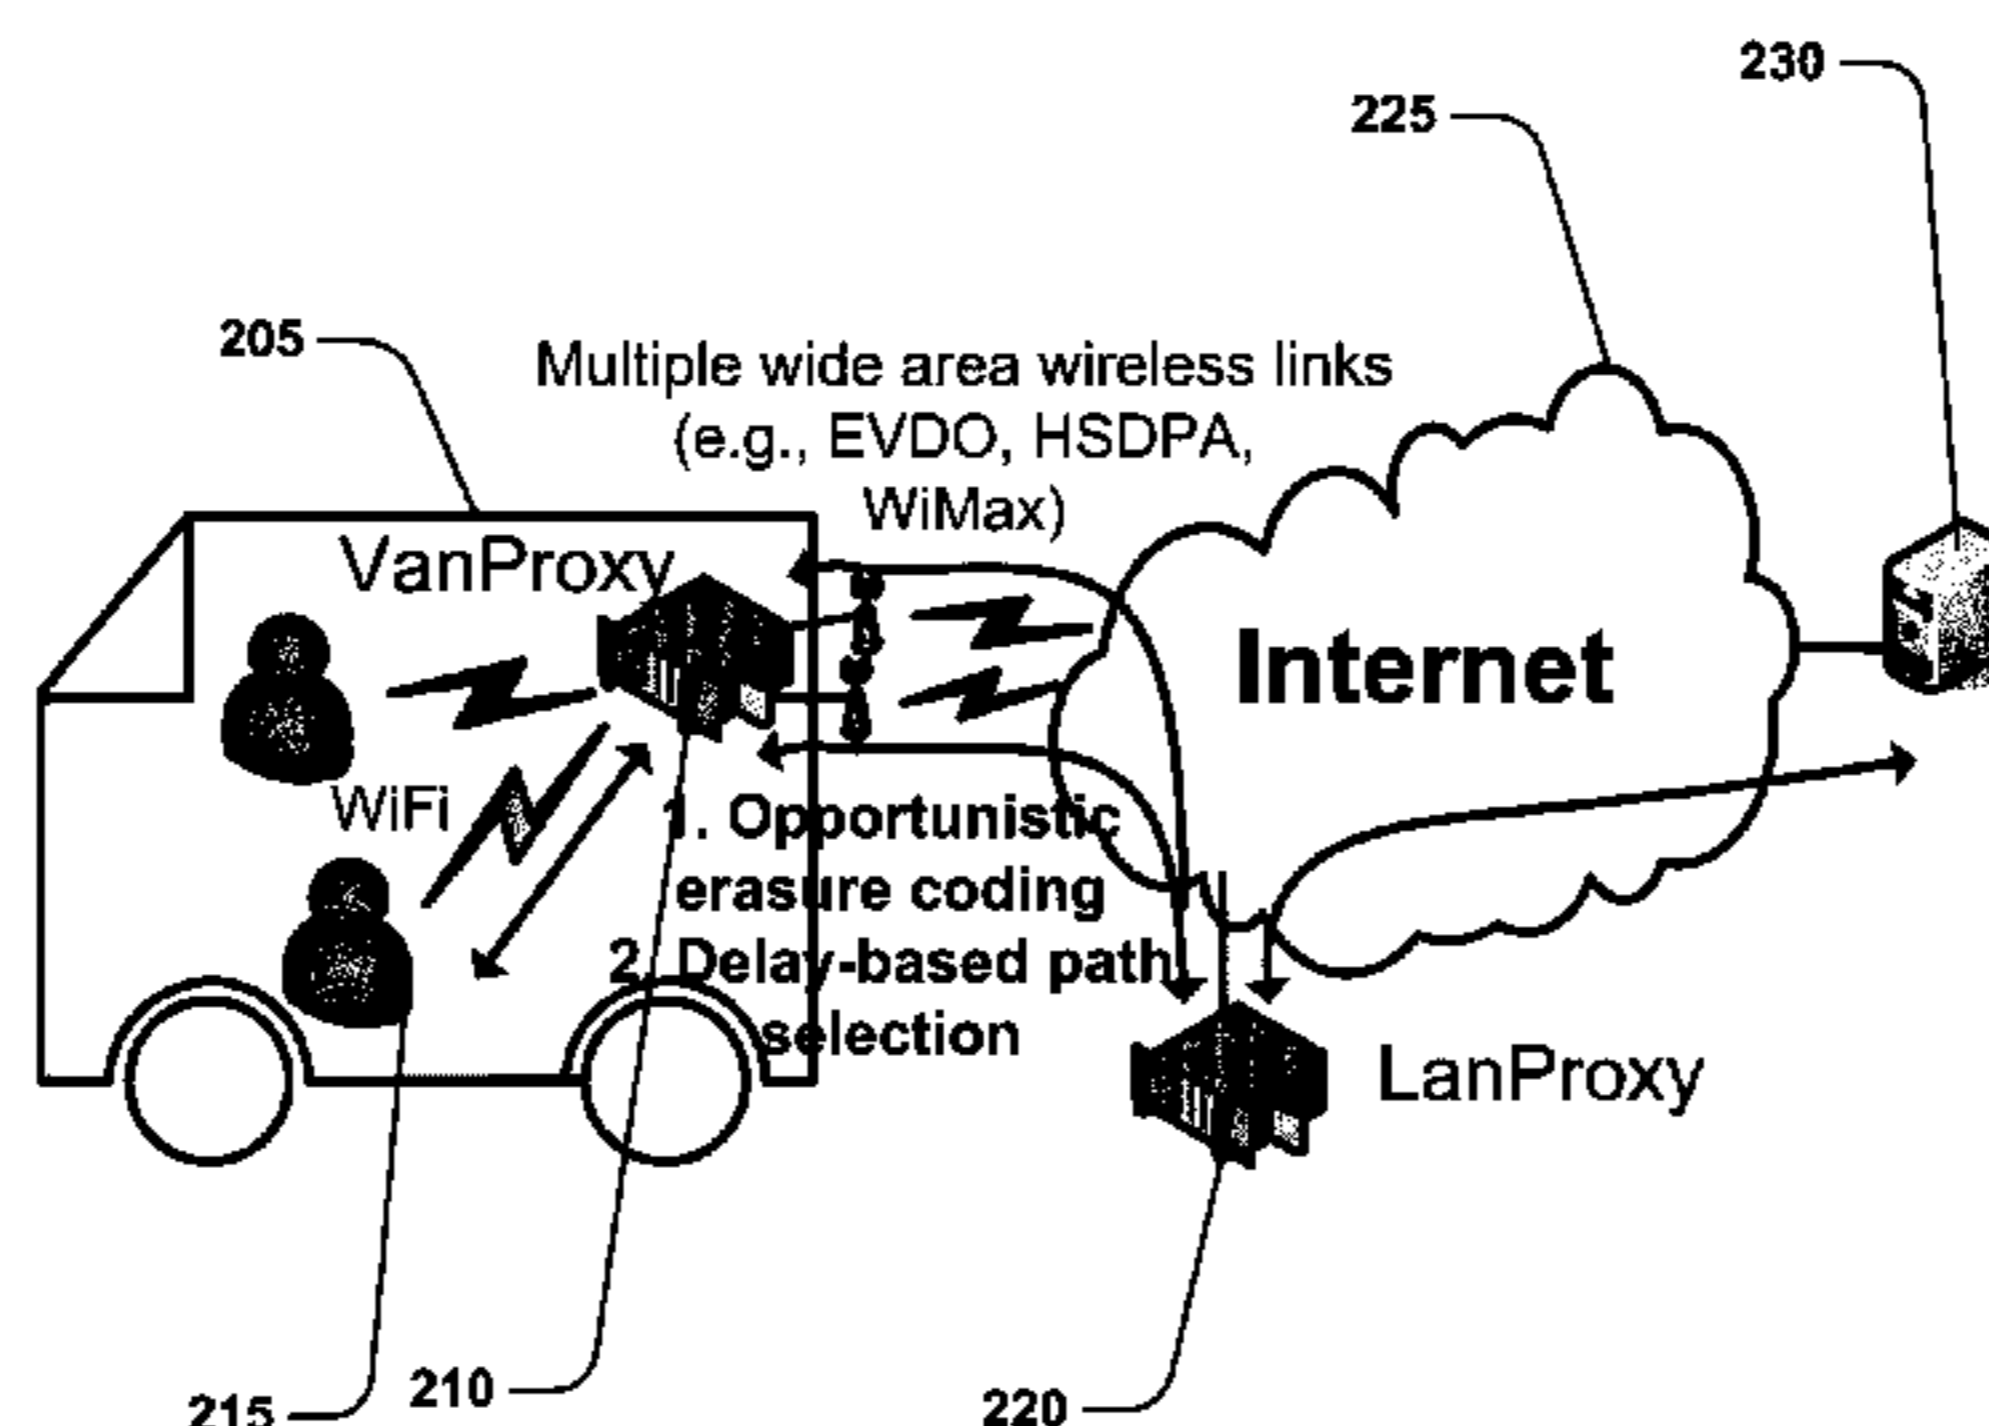 230
225
205
Multiple wide area wireless links
(e.g., EVDO, HSDPA,
WiMax)
VanProxy
Internet
WiFi
1. Opportunistic
erasure coding
2. Delay-based path
selection
LanProxy
210
215
220